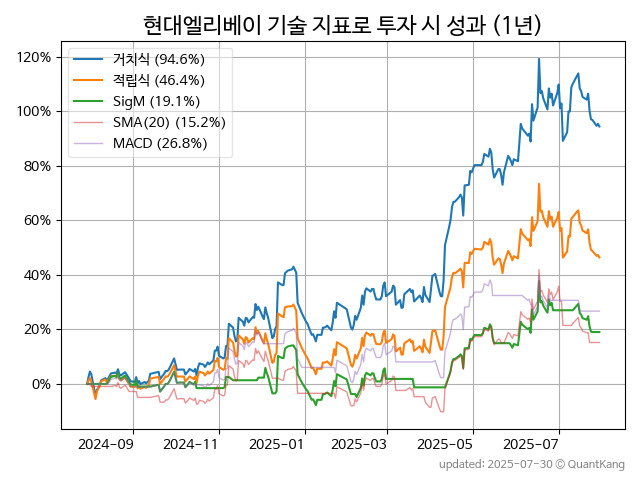 현대엘리베이 기술 지표로 투자 시 성과 (1년)
거치식 (94.6%)
적립식 (46.4%)
SigM (19.1%)
SMA(20) (15.2%)
MACD (26.8%)
120%
100%
80%
60%
40%
20%
0%
2024-09 2024-11 2025-01 2025-03 2025-05 2025-07
updated: 2025-07-30 © QuantKang